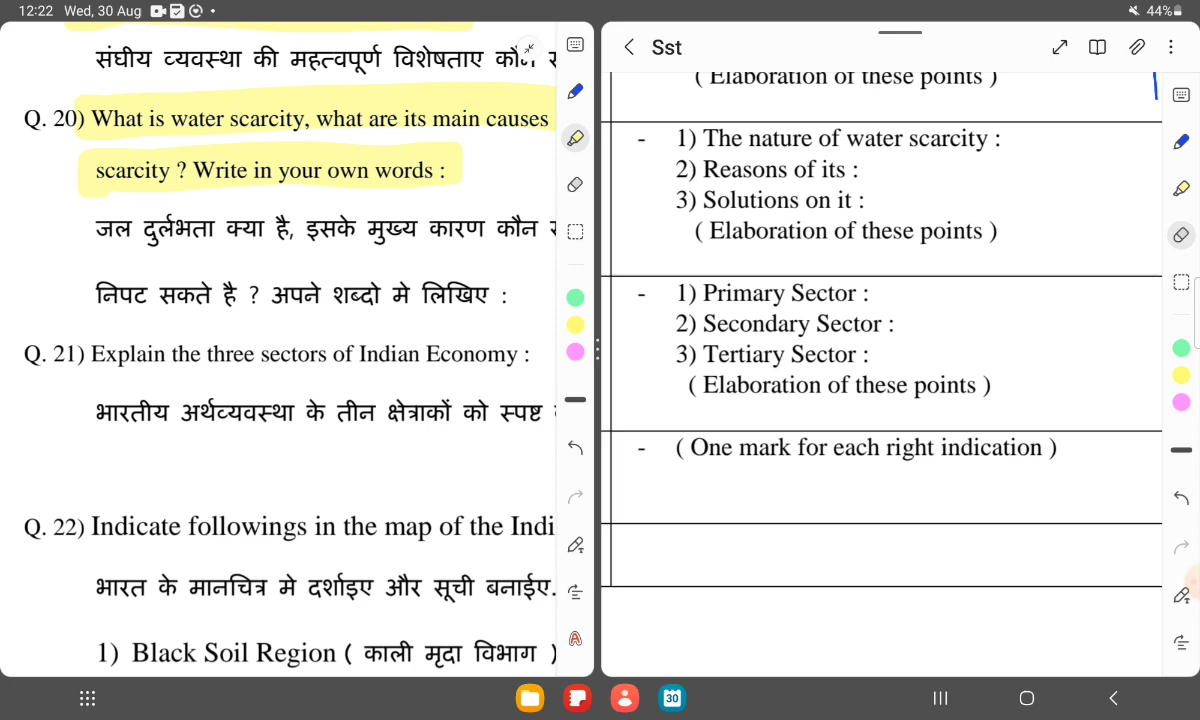 12:22 Wed, 30 Aug
44%
संघीय व्यवस्था की महत्वपूर्ण विशेषताए
Q. 20) What is water scarcity, what are its main causes
scarcity ? Write in your own words :
जल दुर्लभता क्या है, इसके मुख्य कारण कौन
निपट सकते है ? अपने शब्दो मे लिखिए :
Q. 21) Explain the three sectors of Indian Economy :
भारतीय अर्थव्यवस्था के तीन क्षेत्राकों को स्पष्ट
Q. 22) Indicate followings in the map of the Indi
भारत के मानचित्र मे दर्शाइए और सूची बनाईए.
1) Black Soil Region ( काली मृदा विभाग )
Sst
( Elaboration of these points )
- 1) The nature of water scarcity :
2) Reasons of its :
3) Solutions on it :
( Elaboration of these points )
- 1) Primary Sector :
2) Secondary Sector :
3) Tertiary Sector :
( Elaboration of these points )
- ( One mark for each right indication )
30